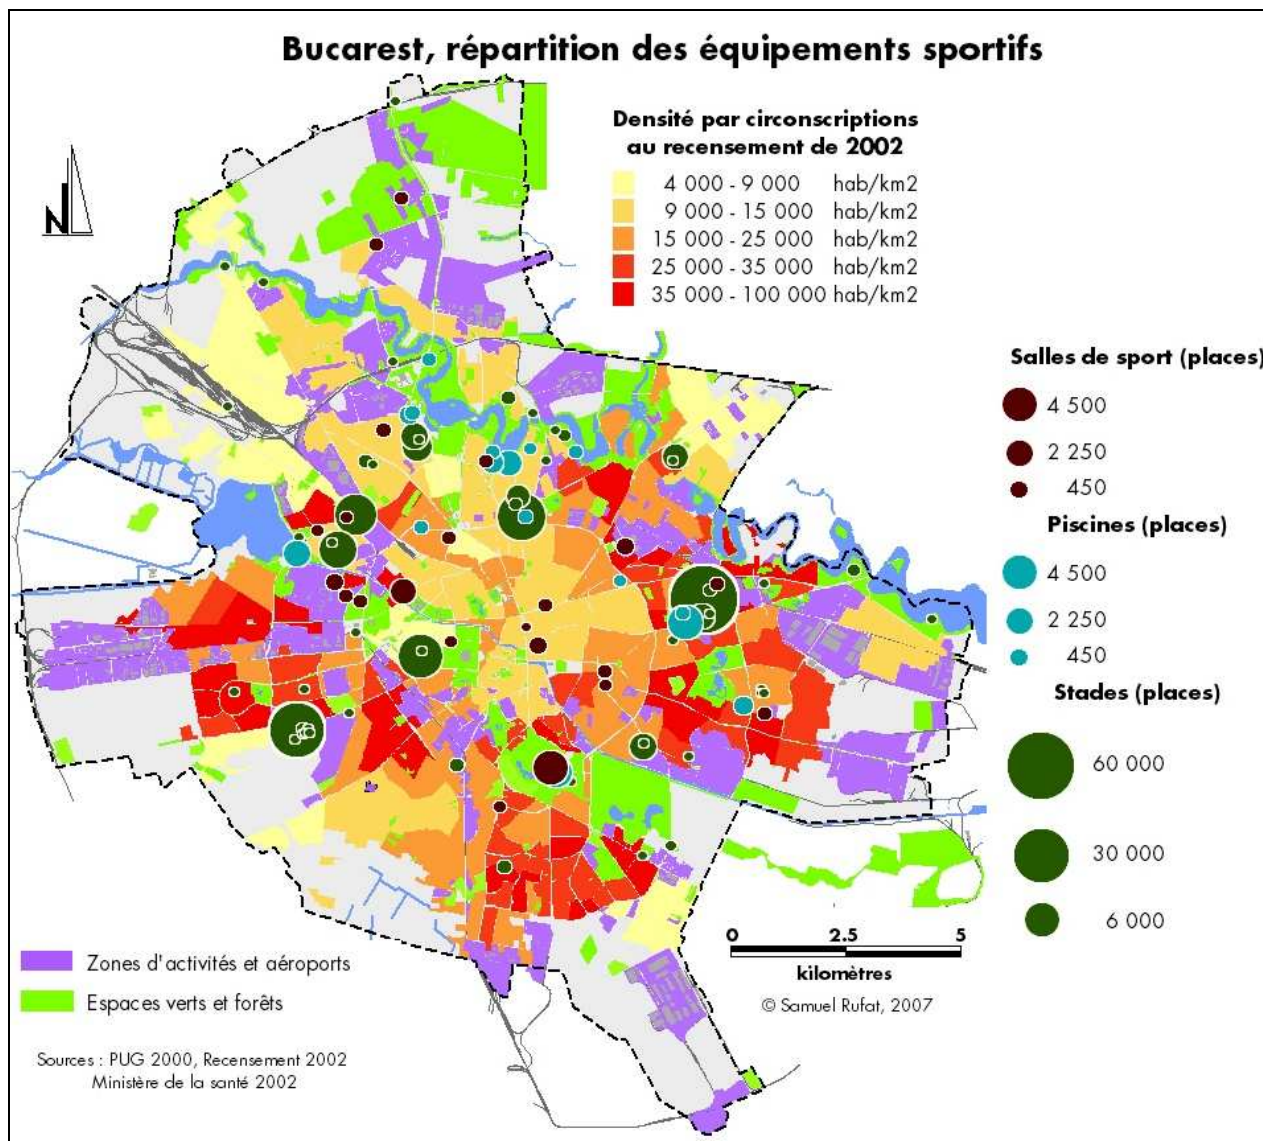 Bucarest, répartition des équipements sportifs
Densité par circonscriptions
au recensement de 2002
4 000 - 9 000 hab/km2
9 000 - 15 000 hab/km2
15 000 - 25 000 hab/km2
25 000 - 35 000 hab/km2
35 000 - 100 000 hab/km2
N
Salles de sport (places)
4 500
2 250
450
Piscines (places)
4 500
2 250
450
Stades (places)
60 000
30 000
6 000
0 2.5 5
kilomètres
© Samuel Rufat, 2007
Zones d'activités et aéroports
Espaces verts et forêts
Sources : PUG 2000, Recensement 2002
Ministère de la santé 2002